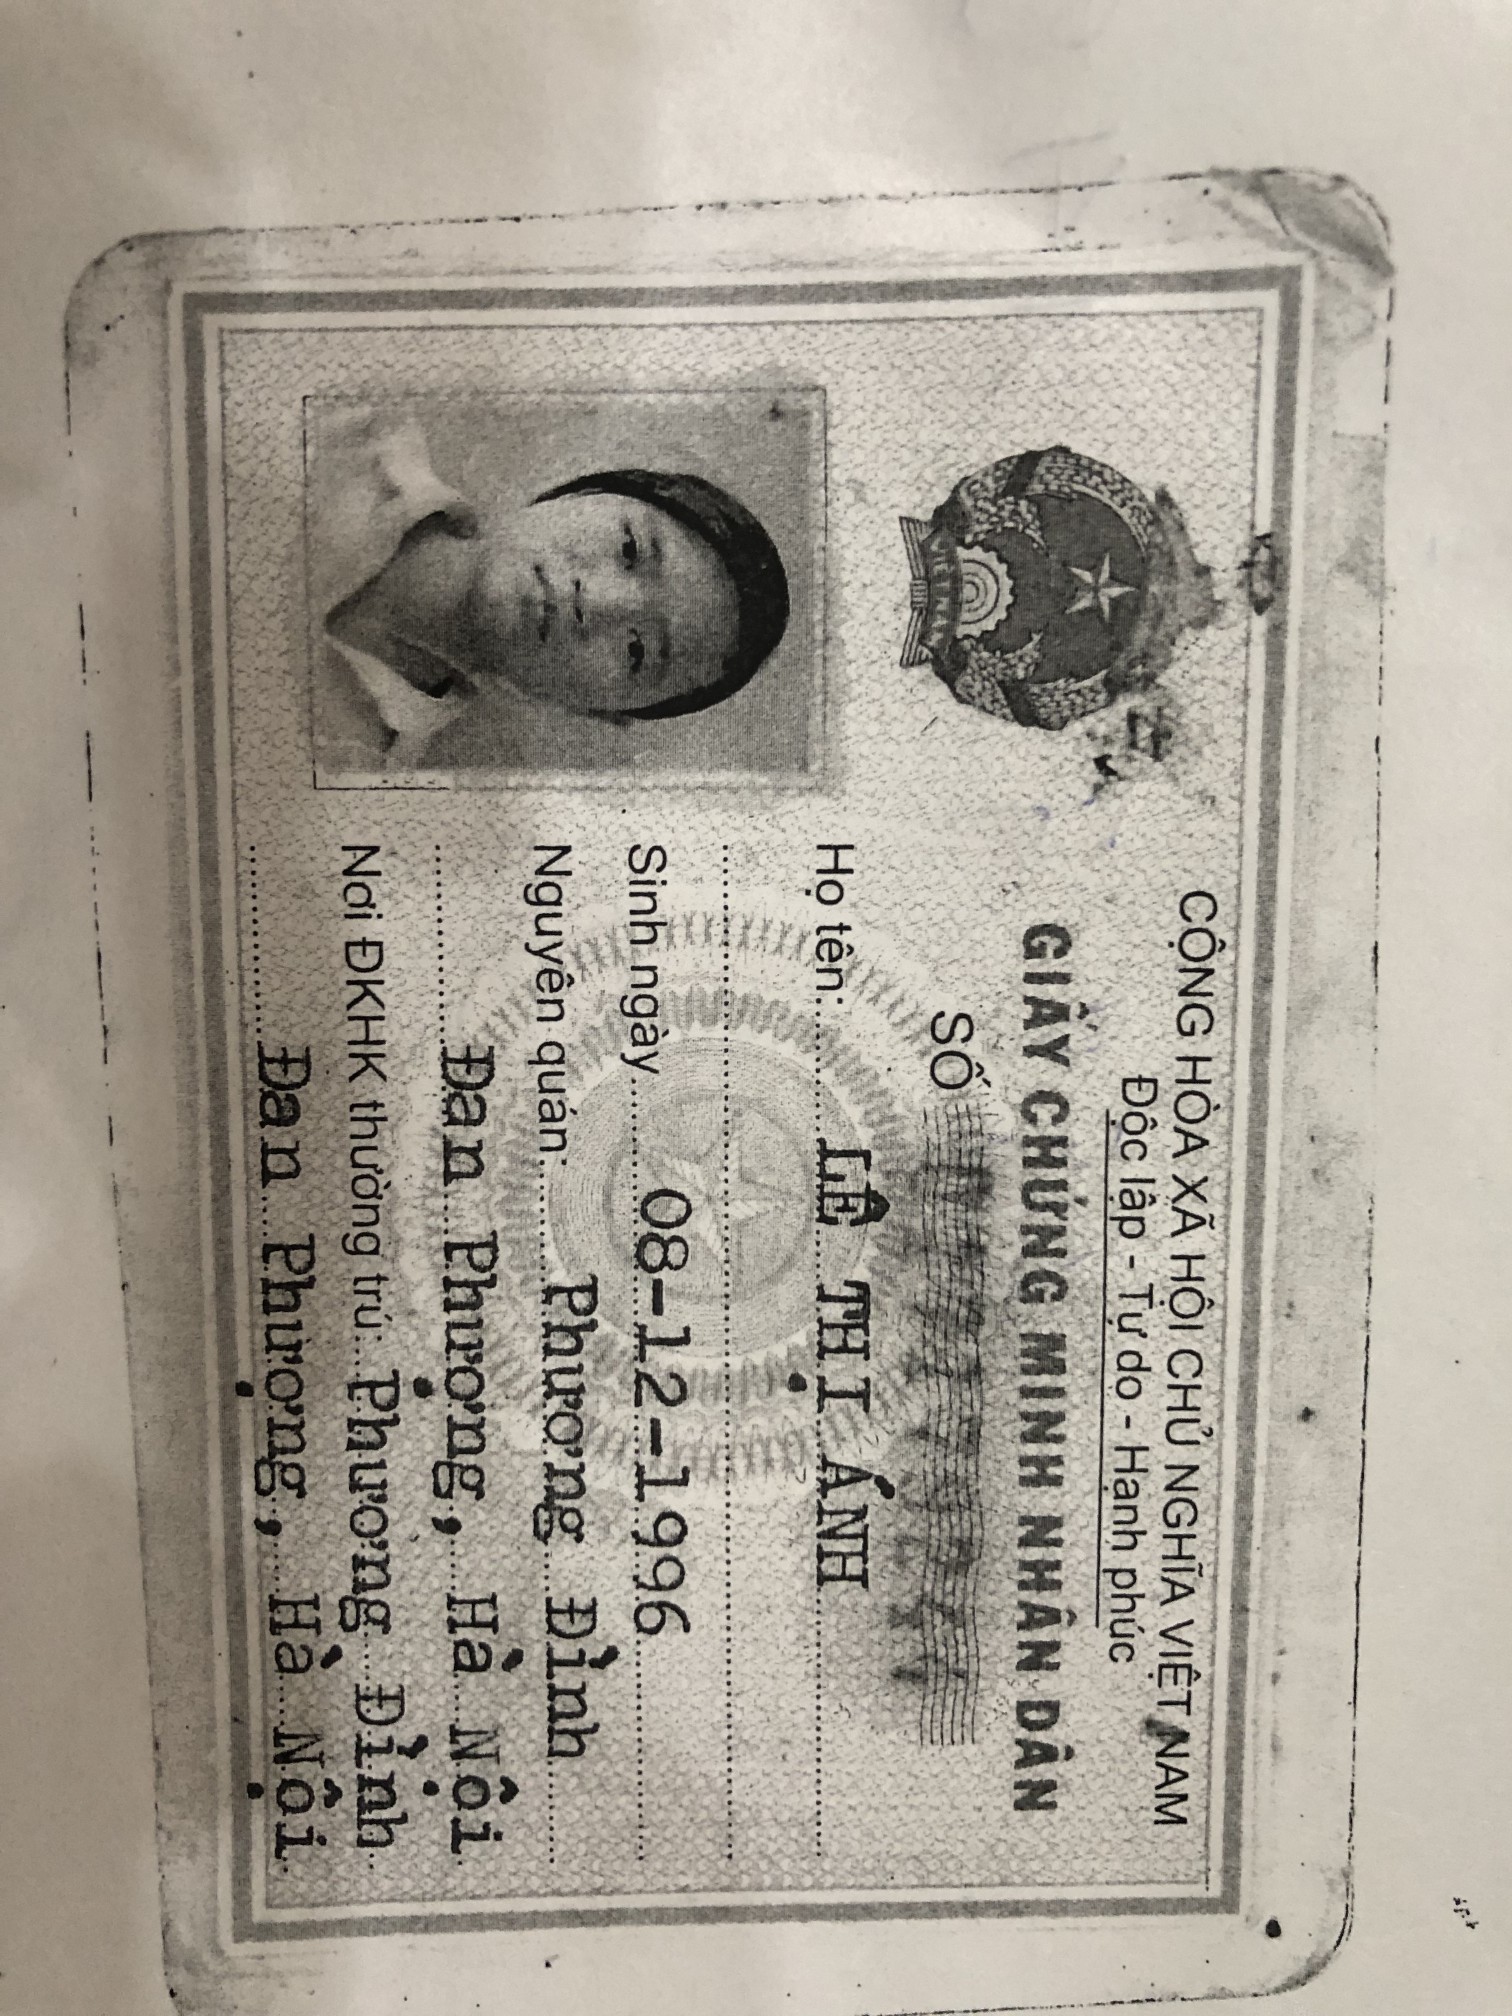 CỘNG HÒA XÃ HỘI CHỦ NGHĨA VIỆT NAM
Độc lập - Tự do - Hạnh phúc
GIẤY CHỨNG MINH NHÂN DÂN
SỐ
VIỆT NAM
Họ tên: LÊ THỊ ÁNH
Sinh ngày 08-12-1996
Nguyên quán: Phương Đình
Đan Phượng, Hà Nội
Nơi ĐKHK thường trú: Phương Đình
Đan Phượng, Hà Nội